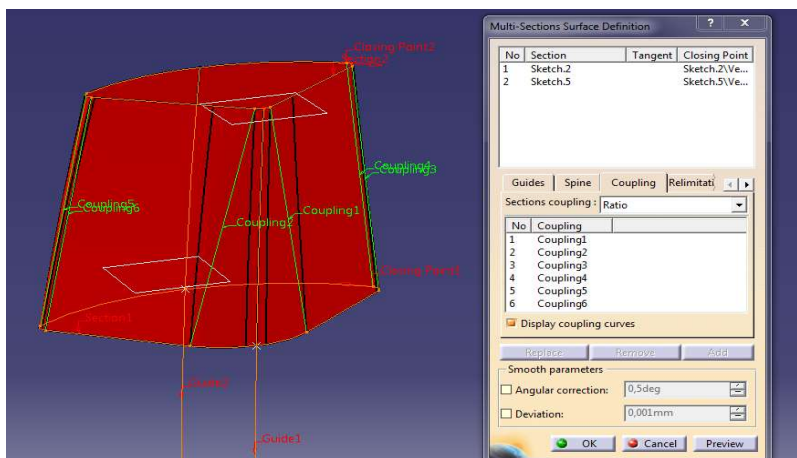 Closing Point2
Coupling4
Coupling3
Coupling5
Coupling6
Coupling2
Coupling1
Closing Point1
Section1
Guide2
Guide1
Multi-Sections Surface Definition
? X
No Section Tangent Closing Point
1 Sketch.2 Sketch.2\Ve...
2 Sketch.5 Sketch.5\Ve...
Guides Spine Coupling Relimitati
Sections coupling : Ratio
No Coupling
1 Coupling1
2 Coupling2
3 Coupling3
4 Coupling4
5 Coupling5
6 Coupling6
Display coupling curves
Replace Remove Add
Smooth parameters
Angular correction: 0,5deg
Deviation: 0,001mm
OK Cancel Preview